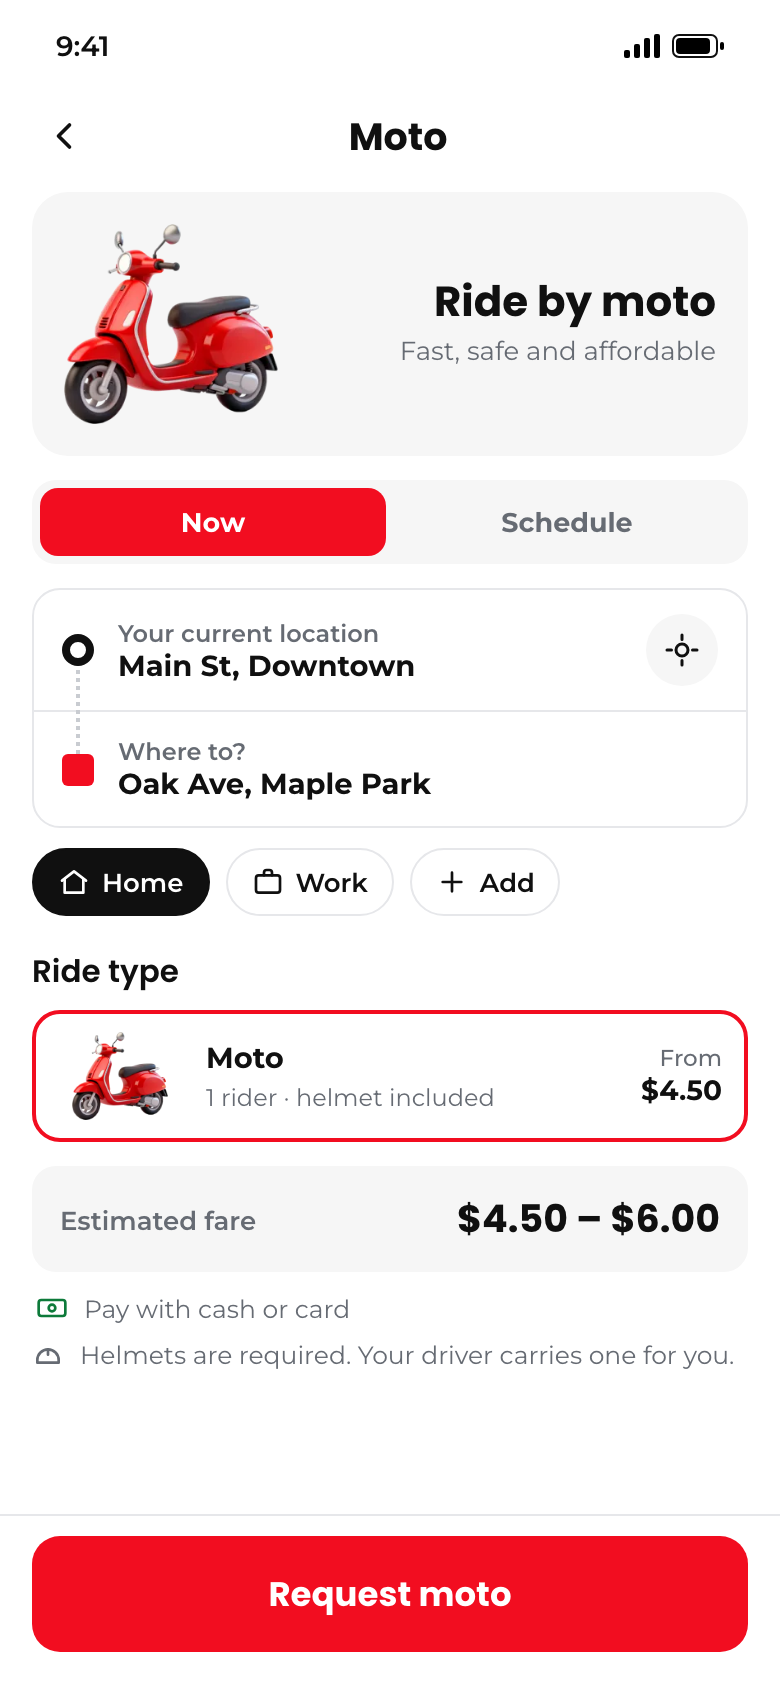 9:41
Moto
Ride by moto
Fast, safe and affordable
Now
Schedule
Your current location
Main St, Downtown
Where to?
Oak Ave, Maple Park
Home
Work
Add
Ride type
Moto
1 rider · helmet included
From
$4.50
Estimated fare
$4.50 – $6.00
Pay with cash or card
Helmets are required. Your driver carries one for you.
Request moto